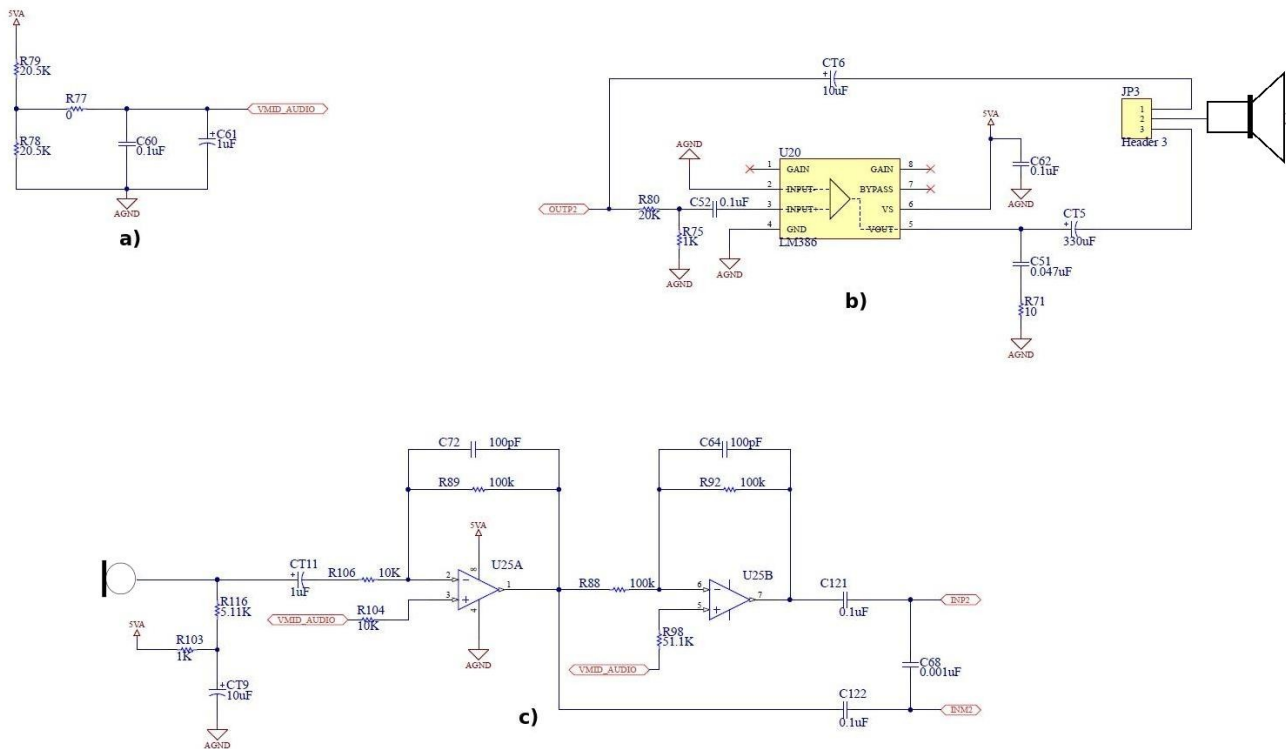 5VA
R79
20.5K
R77
0
VMID_AUDIO
R78
20.5K
C60
0.1uF
+C61
1uF
AGND
a)
CT6
+
10uF
JP3
1
2
3
Header 3
5VA
AGND
U20
1 GAIN GAIN 8
2 INPUT- BYPASS 7
3 INPUT+ VS 6
4 GND VOUT 5
LM386
C62
0.1uF
AGND
OUTP2
R80
20K
C52 0.1uF
R75
1K
AGND
AGND
CT5
+
330uF
C51
0.047uF
R71
10
AGND
b)
C72 100pF
R89 100k
C64 100pF
R92 100k
5VA
CT11
+
1uF
R106 10K
U25A
2 - 8
3 + 4
1
R88 100k
U25B
6 -
5 +
7
VMID_AUDIO
R104
10K
AGND
R98
51.1K
VMID_AUDIO
C121
0.1uF
INP2
C68
0.001uF
C122
0.1uF
INM2
R116
5.11K
5VA
R103
1K
+CT9
10uF
AGND
c)